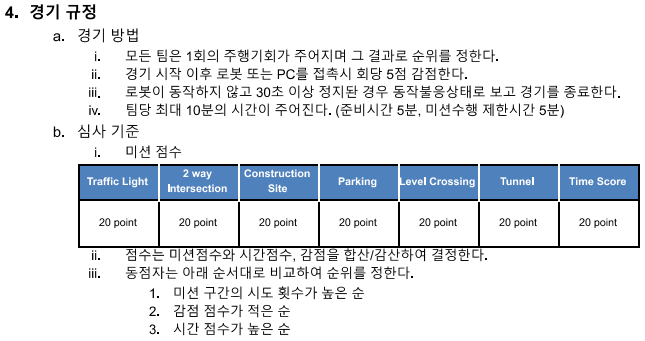 4. 경기 규정
a. 경기 방법
i. 모든 팀은 1회의 주행기회가 주어지며 그 결과로 순위를 정한다.
ii. 경기 시작 이후 로봇 또는 PC를 접촉시 회당 5점 감점한다.
iii. 로봇이 동작하지 않고 30초 이상 정지돤 경우 동작불응상태로 보고 경기를 종료한다.
iv. 팀당 최대 10분의 시간이 주어진다. (준비시간 5분, 미션수행 제한시간 5분)
b. 심사 기준
i. 미션 점수
Traffic Light 2 way Intersection Construction Site Parking Level Crossing Tunnel Time Score
20 point 20 point 20 point 20 point 20 point 20 point 20 point
ii. 점수는 미션점수와 시간점수, 감점을 합산/감산하여 결정한다.
iii. 동점자는 아래 순서대로 비교하여 순위를 정한다.
1. 미션 구간의 시도 횟수가 높은 순
2. 감점 점수가 적은 순
3. 시간 점수가 높은 순